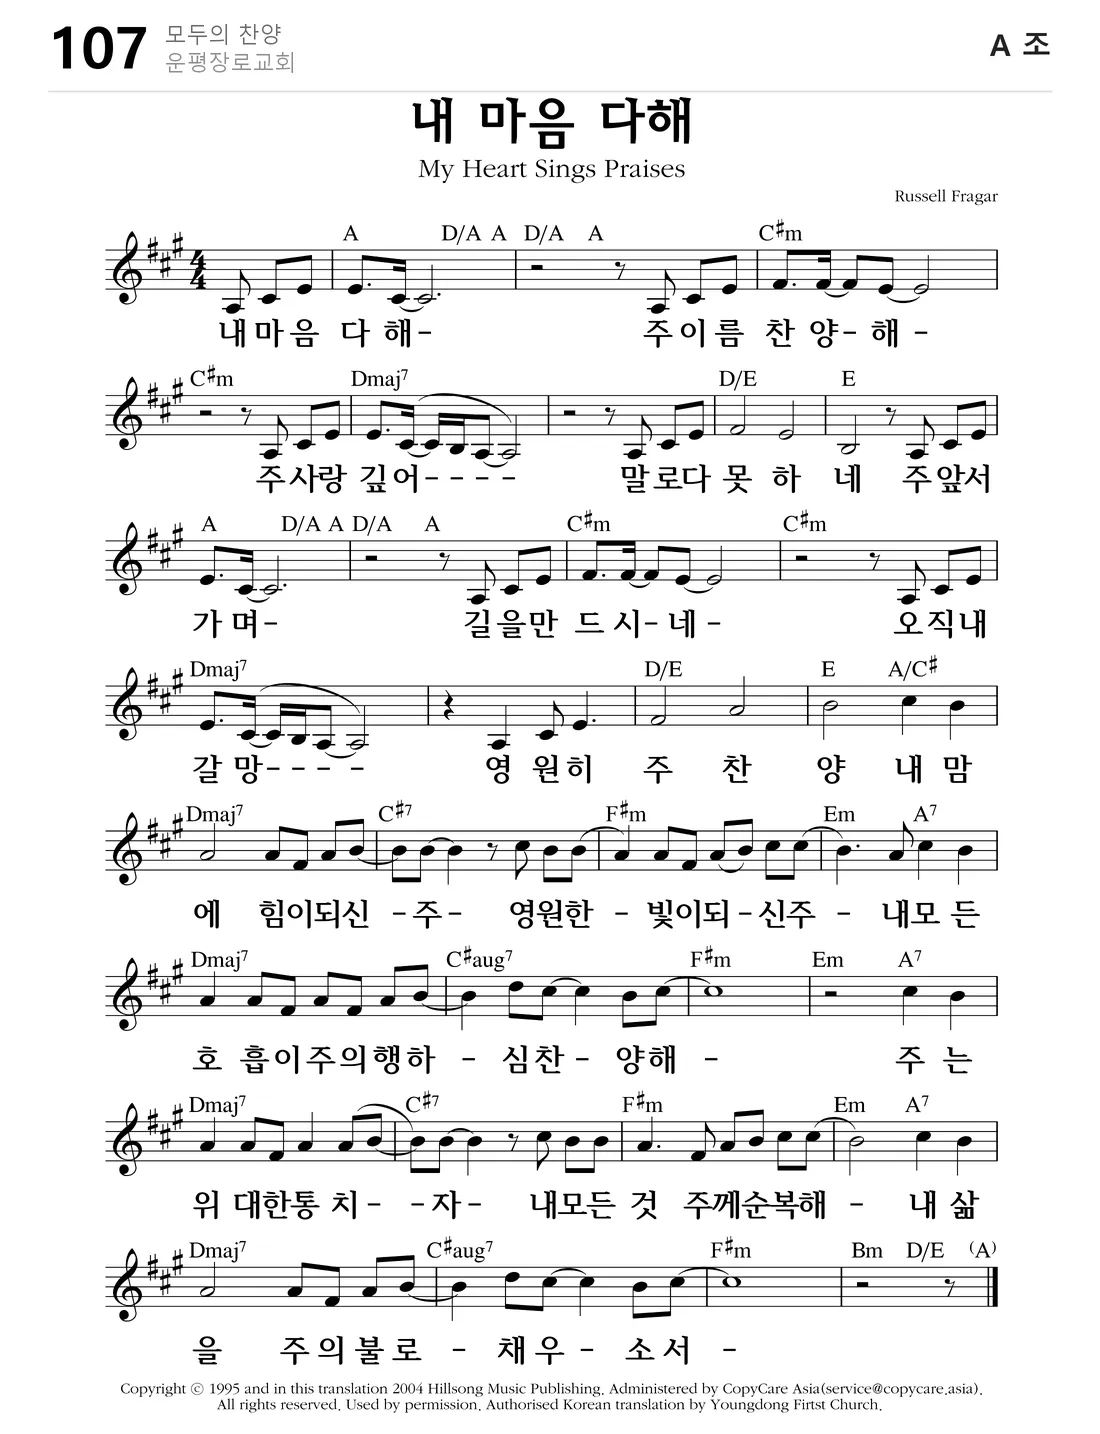 107 모두의 찬양
운평장로교회
A 조
내 마음 다해
My Heart Sings Praises
Russell Fragar
A D/A A D/A A C#m
내 마 음 다 해- 주 이 름 찬 양- 해 -
C#m Dmaj7 D/E E
주 사랑 깊 어- - - - 말 로다 못 하 네 주 앞서
A D/A A D/A A C#m C#m
가 며- 길 을만 드 시- 네 - 오 직내
Dmaj7 D/E E A/C#
갈 망- - - - 영 원 히 주 찬 양 내 맘
Dmaj7 C#7 F#m Em A7
에 힘이되신 - 주- 영원한 - 빛이되 - 신주 - 내모 든
Dmaj7 C#aug7 F#m Em A7
호 흡이주의행하 - 심찬 - 양해 - 주 는
Dmaj7 C#7 F#m Em A7
위 대한통 치- -자- 내모든 것 주께순복해 - 내 삶
Dmaj7 C#aug7 F#m Bm D/E (A)
을 주 의 불 로 - 채우 - 소서 -
Copyright ⓒ 1995 and in this translation 2004 Hillsong Music Publishing. Administered by CopyCare Asia(service@copycare.asia).
All rights reserved. Used by permission. Authorised Korean translation by Youngdong Firtst Church.